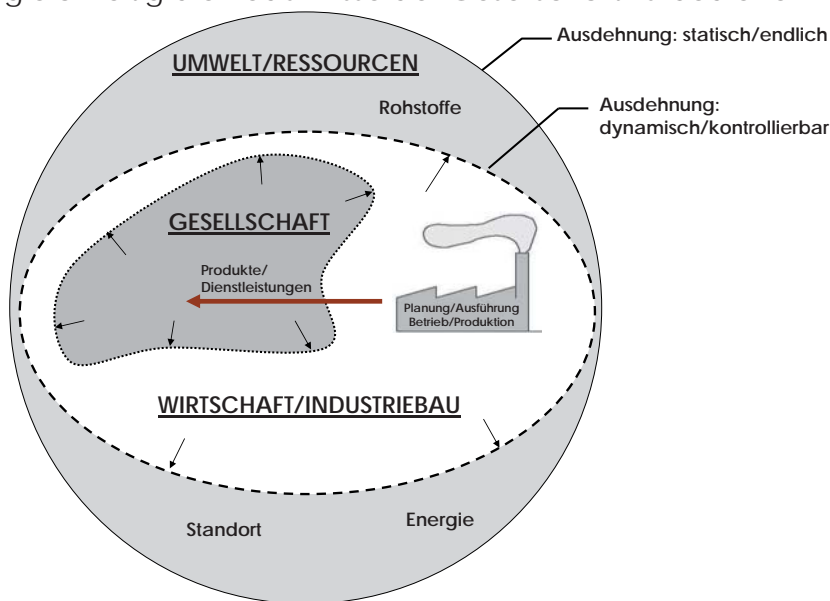 Ausdehnung: statisch/endlich
UMWELT/RESSOURCEN
Rohstoffe
Ausdehnung:
dynamisch/kontrollierbar
GESELLSCHAFT
Produkte/
Dienstleistungen
Planung/Ausführung
Betrieb/Produktion
WIRTSCHAFT/INDUSTRIEBAU
Standort
Energie